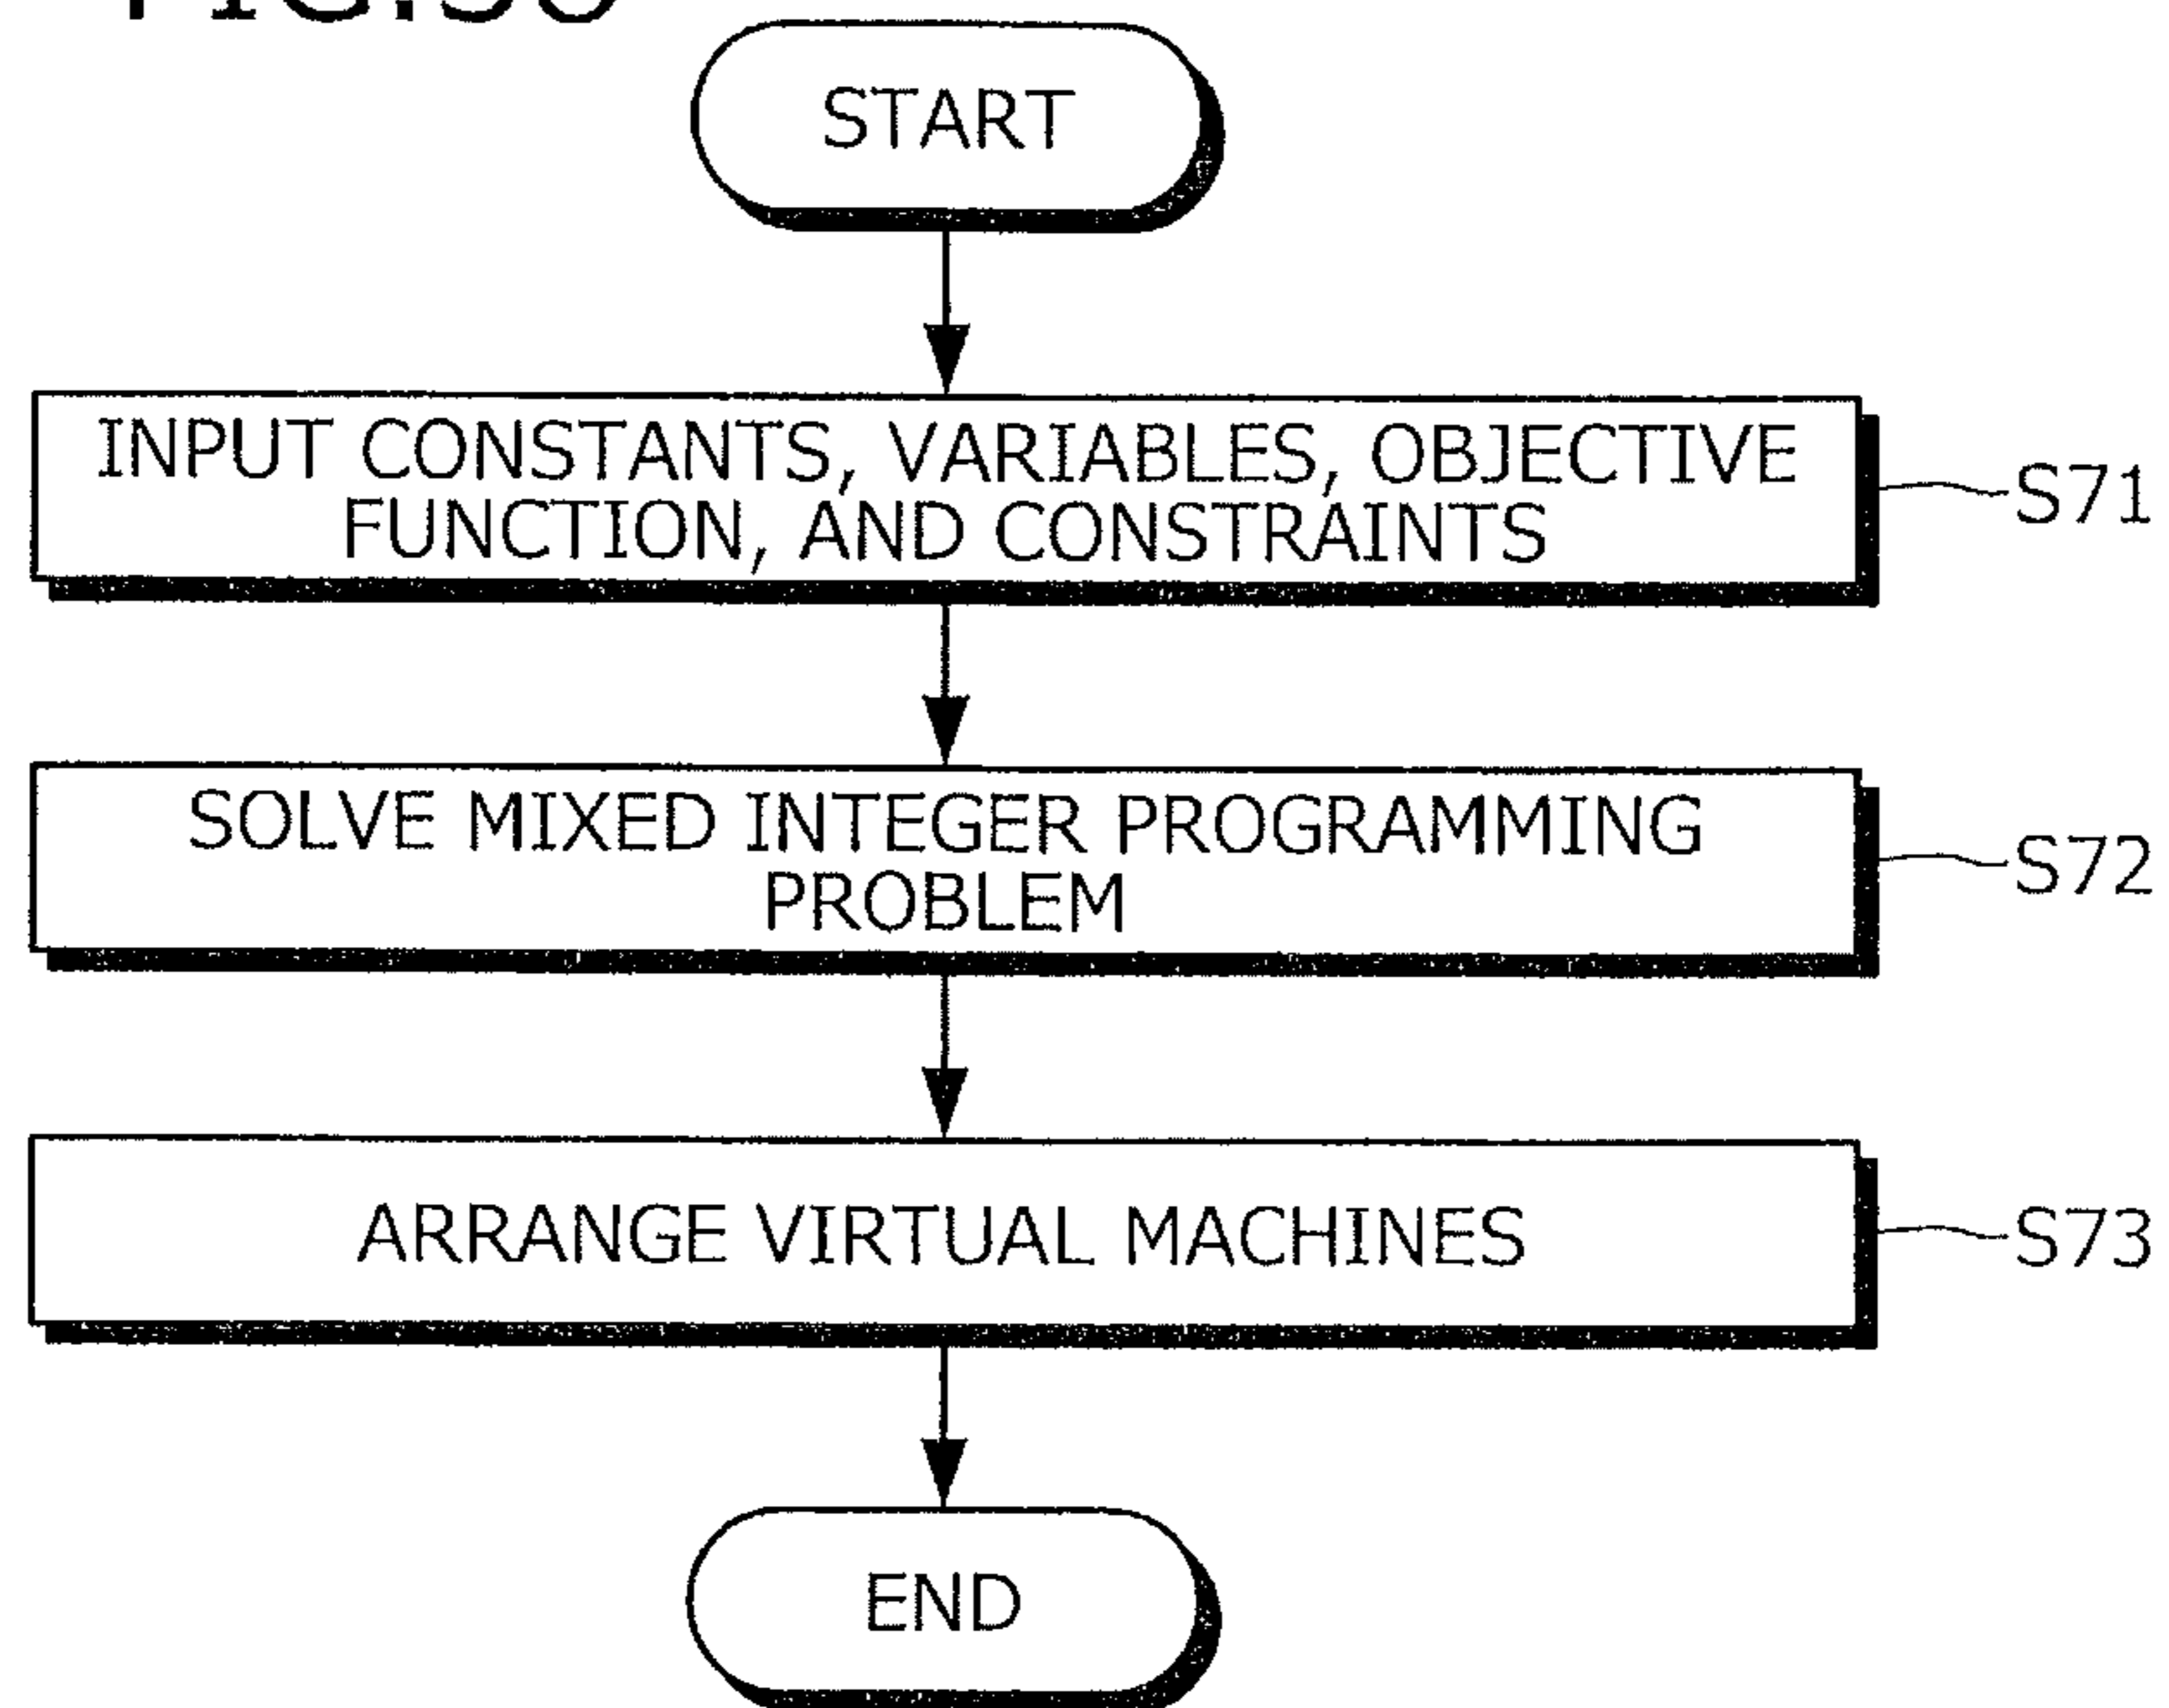 START
INPUT CONSTANTS, VARIABLES, OBJECTIVE
FUNCTION, AND CONSTRAINTS
S71
SOLVE MIXED INTEGER PROGRAMMING
PROBLEM
S72
ARRANGE VIRTUAL MACHINES
S73
END